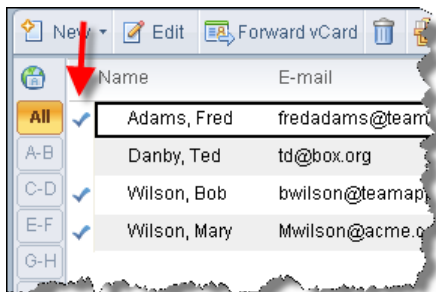 New Edit Forward vCard
Name E-mail
All Adams, Fred fredadams@team
A-B Danby, Ted td@box.org
C-D Wilson, Bob bwilson@teamap
E-F Wilson, Mary Mwilson@acme.o
G-H